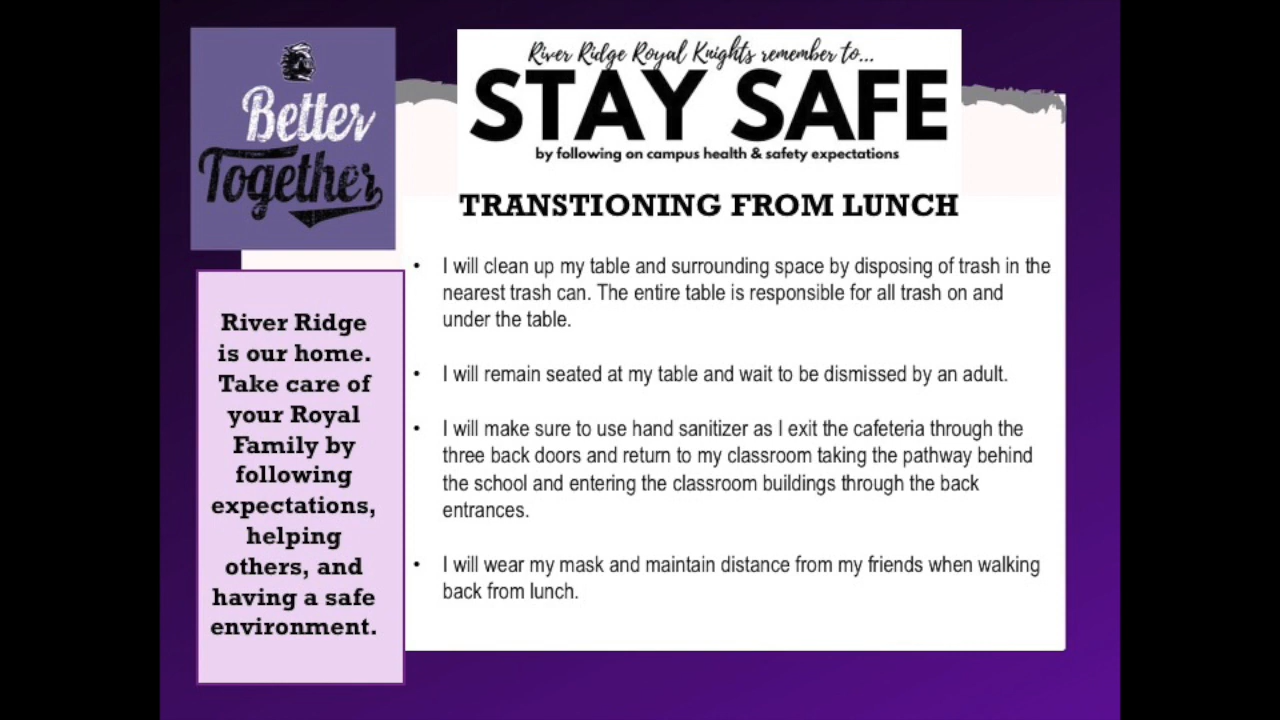 Better
Together
River Ridge Royal Knights remember to...
STAY SAFE
by following on campus health & safety expectations
TRANSTIONING FROM LUNCH
• I will clean up my table and surrounding space by disposing of trash in the
nearest trash can. The entire table is responsible for all trash on and
under the table.
• I will remain seated at my table and wait to be dismissed by an adult.
• I will make sure to use hand sanitizer as I exit the cafeteria through the
three back doors and return to my classroom taking the pathway behind
the school and entering the classroom buildings through the back
entrances.
• I will wear my mask and maintain distance from my friends when walking
back from lunch.
River Ridge
is our home.
Take care of
your Royal
Family by
following
expectations,
helping
others, and
having a safe
environment.